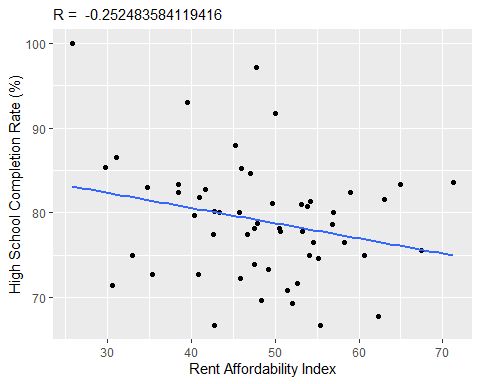 R =  -0.252483584119416
100
90
80
70
High School Completion Rate (%)
30 40 50 60 70
Rent Affordability Index